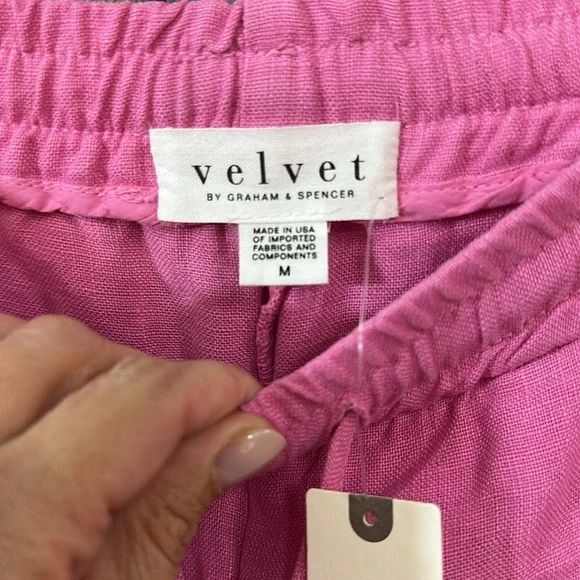 velvet
BY GRAHAM & SPENCER
MADE IN USA
OF IMPORTED
FABRICS AND
COMPONENTS
M